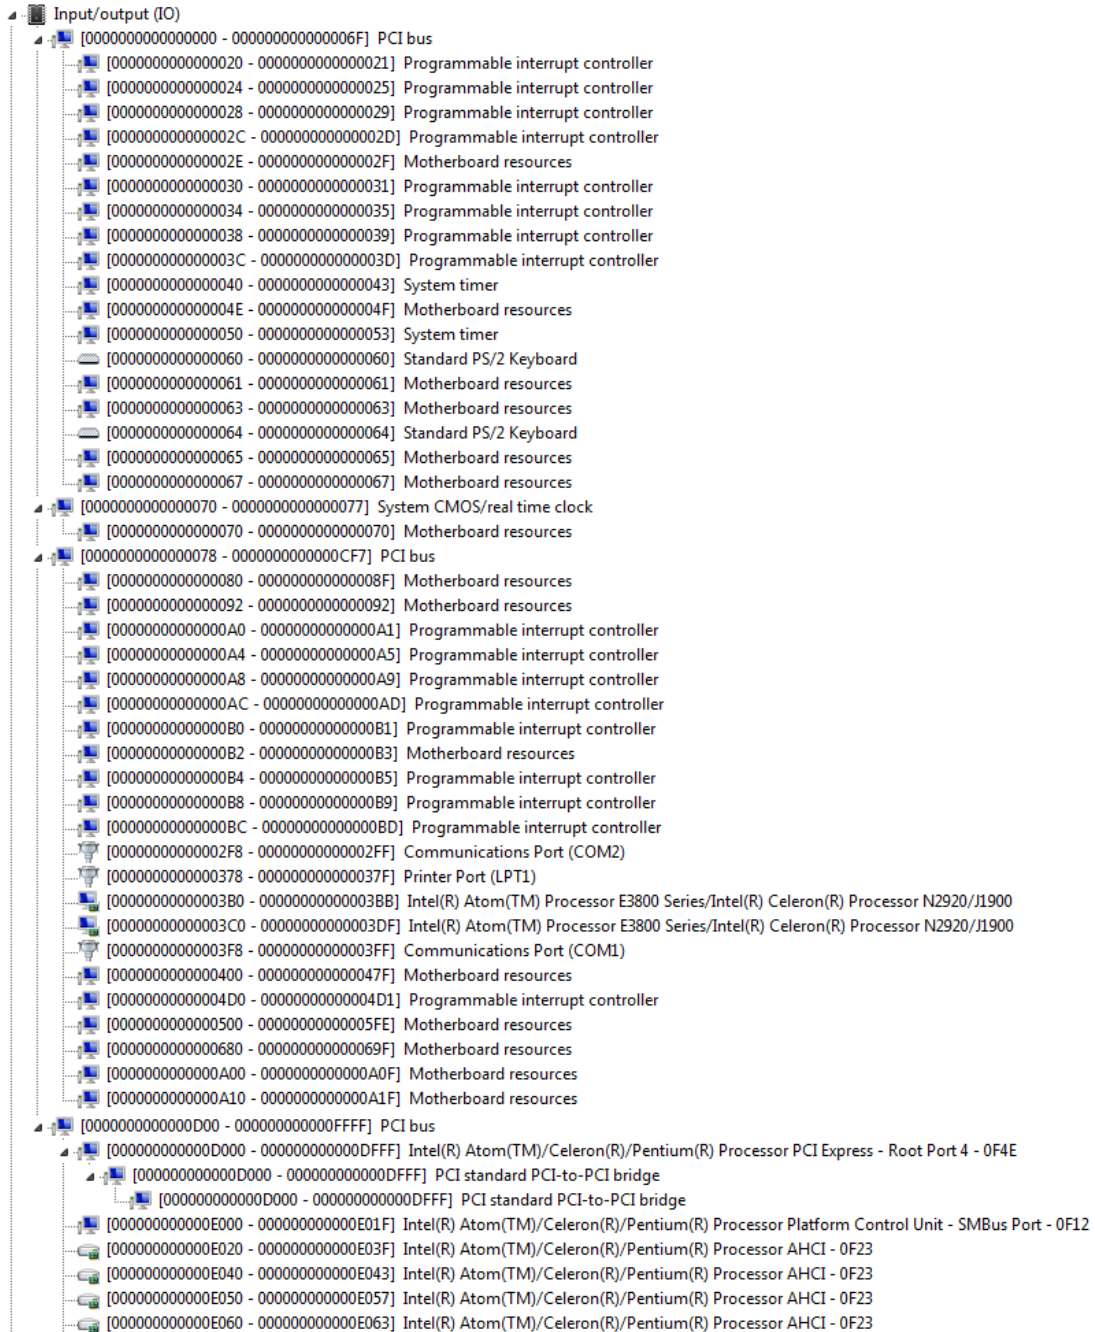 Input/output (IO)
[0000000000000000 - 000000000000006F] PCI bus
[0000000000000020 - 0000000000000021] Programmable interrupt controller
[0000000000000024 - 0000000000000025] Programmable interrupt controller
[0000000000000028 - 0000000000000029] Programmable interrupt controller
[000000000000002C - 000000000000002D] Programmable interrupt controller
[000000000000002E - 000000000000002F] Motherboard resources
[0000000000000030 - 0000000000000031] Programmable interrupt controller
[0000000000000034 - 0000000000000035] Programmable interrupt controller
[0000000000000038 - 0000000000000039] Programmable interrupt controller
[000000000000003C - 000000000000003D] Programmable interrupt controller
[0000000000000040 - 0000000000000043] System timer
[000000000000004E - 000000000000004F] Motherboard resources
[0000000000000050 - 0000000000000053] System timer
[0000000000000060 - 0000000000000060] Standard PS/2 Keyboard
[0000000000000061 - 0000000000000061] Motherboard resources
[0000000000000063 - 0000000000000063] Motherboard resources
[0000000000000064 - 0000000000000064] Standard PS/2 Keyboard
[0000000000000065 - 0000000000000065] Motherboard resources
[0000000000000067 - 0000000000000067] Motherboard resources
[0000000000000070 - 0000000000000077] System CMOS/real time clock
[0000000000000070 - 0000000000000070] Motherboard resources
[0000000000000078 - 0000000000000CF7] PCI bus
[0000000000000080 - 000000000000008F] Motherboard resources
[0000000000000092 - 0000000000000092] Motherboard resources
[00000000000000A0 - 00000000000000A1] Programmable interrupt controller
[00000000000000A4 - 00000000000000A5] Programmable interrupt controller
[00000000000000A8 - 00000000000000A9] Programmable interrupt controller
[00000000000000AC - 00000000000000AD] Programmable interrupt controller
[00000000000000B0 - 00000000000000B1] Programmable interrupt controller
[00000000000000B2 - 00000000000000B3] Motherboard resources
[00000000000000B4 - 00000000000000B5] Programmable interrupt controller
[00000000000000B8 - 00000000000000B9] Programmable interrupt controller
[00000000000000BC - 00000000000000BD] Programmable interrupt controller
[00000000000002F8 - 00000000000002FF] Communications Port (COM2)
[0000000000000378 - 000000000000037F] Printer Port (LPT1)
[00000000000003B0 - 00000000000003BB] Intel(R) Atom(TM) Processor E3800 Series/Intel(R) Celeron(R) Processor N2920/J1900
[00000000000003C0 - 00000000000003DF] Intel(R) Atom(TM) Processor E3800 Series/Intel(R) Celeron(R) Processor N2920/J1900
[00000000000003F8 - 00000000000003FF] Communications Port (COM1)
[0000000000000400 - 000000000000047F] Motherboard resources
[00000000000004D0 - 00000000000004D1] Programmable interrupt controller
[0000000000000500 - 00000000000005FE] Motherboard resources
[0000000000000680 - 000000000000069F] Motherboard resources
[0000000000000A00 - 0000000000000A0F] Motherboard resources
[0000000000000A10 - 0000000000000A1F] Motherboard resources
[0000000000000D00 - 000000000000FFFF] PCI bus
[000000000000D000 - 000000000000DFFF] Intel(R) Atom(TM)/Celeron(R)/Pentium(R) Processor PCI Express - Root Port 4 - 0F4E
[000000000000D000 - 000000000000DFFF] PCI standard PCI-to-PCI bridge
[000000000000D000 - 000000000000DFFF] PCI standard PCI-to-PCI bridge
[000000000000E000 - 000000000000E01F] Intel(R) Atom(TM)/Celeron(R)/Pentium(R) Processor Platform Control Unit - SMBus Port - 0F12
[000000000000E020 - 000000000000E03F] Intel(R) Atom(TM)/Celeron(R)/Pentium(R) Processor AHCI - 0F23
[000000000000E040 - 000000000000E043] Intel(R) Atom(TM)/Celeron(R)/Pentium(R) Processor AHCI - 0F23
[000000000000E050 - 000000000000E057] Intel(R) Atom(TM)/Celeron(R)/Pentium(R) Processor AHCI - 0F23
[000000000000E060 - 000000000000E063] Intel(R) Atom(TM)/Celeron(R)/Pentium(R) Processor AHCI - 0F23